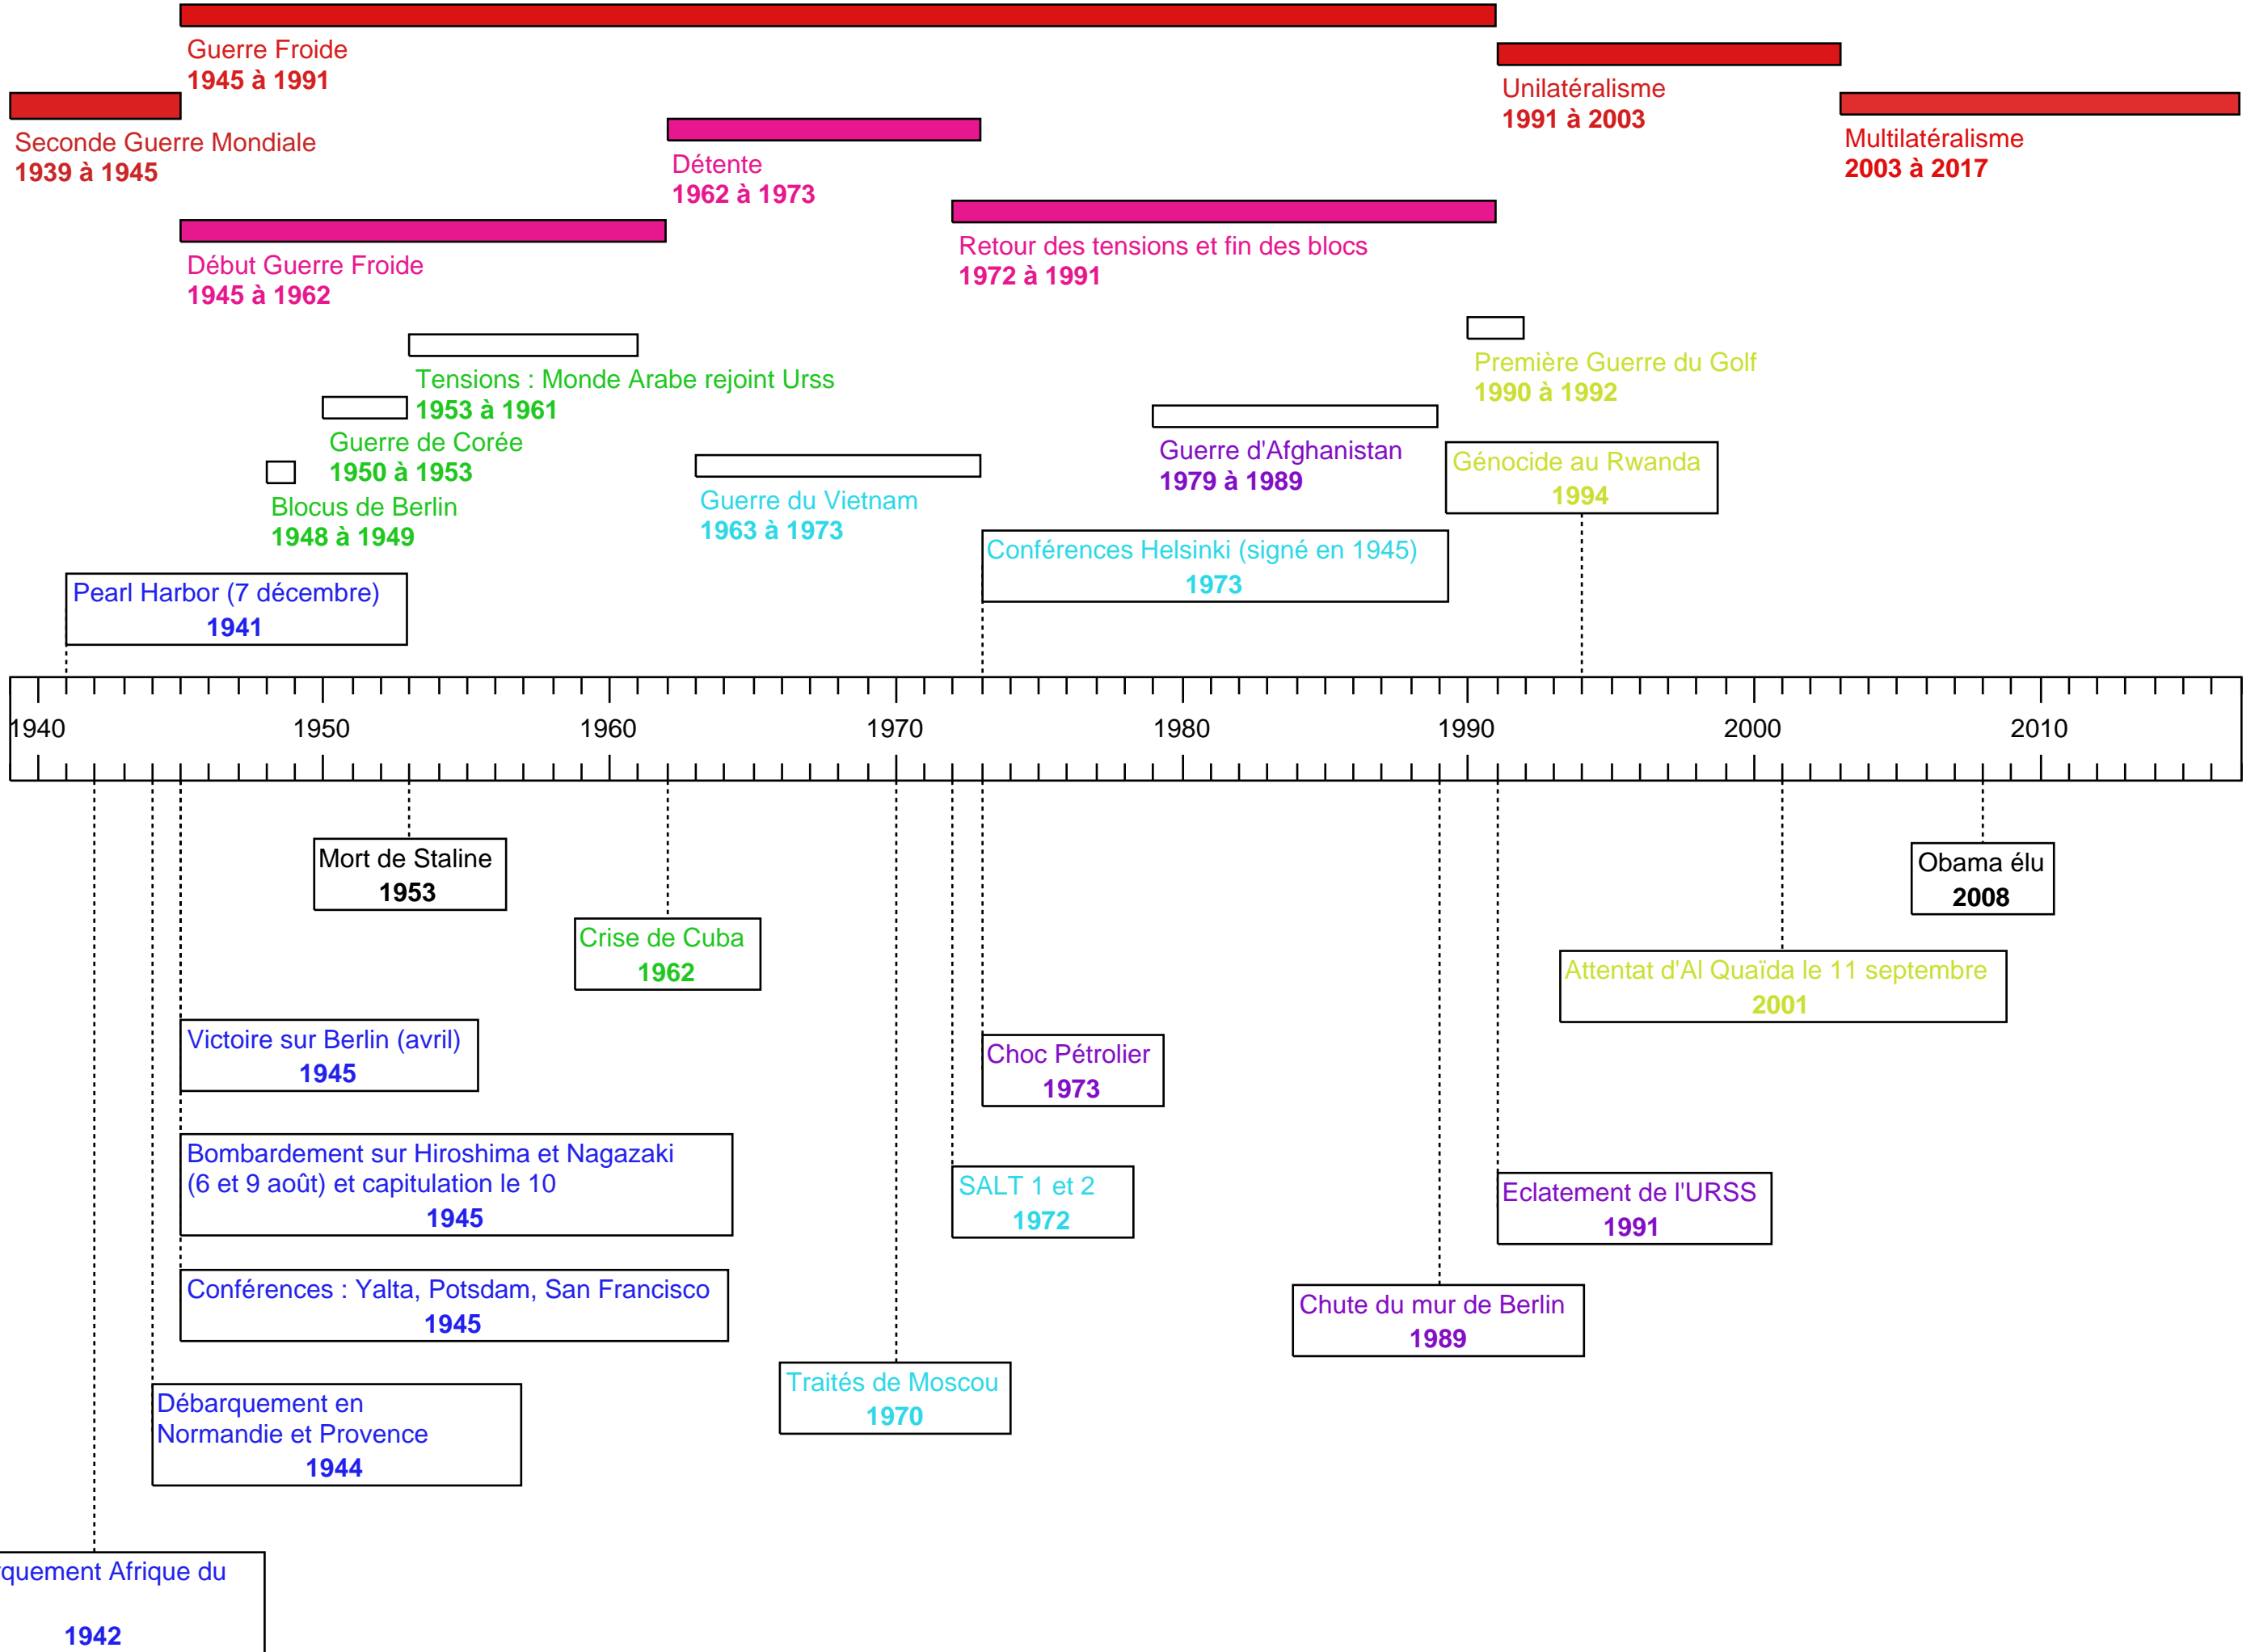 Guerre Froide
1945 à 1991
Unilatéralisme
1991 à 2003
Seconde Guerre Mondiale
1939 à 1945
Multilatéralisme
2003 à 2017
Détente
1962 à 1973
Début Guerre Froide
1945 à 1962
Retour des tensions et fin des blocs
1972 à 1991
Tensions : Monde Arabe rejoint Urss
1953 à 1961
Première Guerre du Golf
1990 à 1992
Guerre de Corée
1950 à 1953
Guerre d'Afghanistan
1979 à 1989
Génocide au Rwanda
1994
Blocus de Berlin
1948 à 1949
Guerre du Vietnam
1963 à 1973
Conférences Helsinki (signé en 1945)
1973
Pearl Harbor (7 décembre)
1941
1940 1950 1960 1970 1980 1990 2000 2010
Mort de Staline
1953
Obama élu
2008
Crise de Cuba
1962
Attentat d'Al Quaïda le 11 septembre
2001
Victoire sur Berlin (avril)
1945
Choc Pétrolier
1973
Bombardement sur Hiroshima et Nagazaki
(6 et 9 août) et capitulation le 10
1945
SALT 1 et 2
1972
Eclatement de l'URSS
1991
Conférences : Yalta, Potsdam, San Francisco
1945
Chute du mur de Berlin
1989
Traités de Moscou
1970
Débarquement en
Normandie et Provence
1944
quement Afrique du
1942